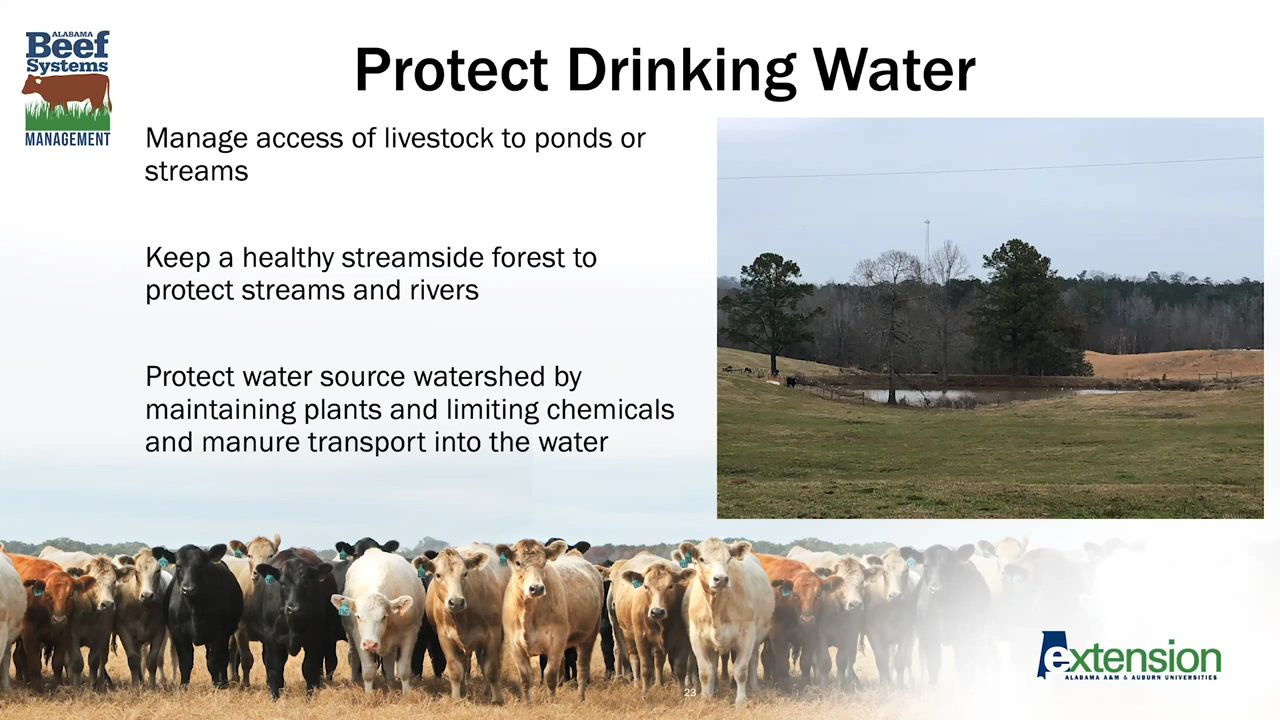 ALABAMA
Beef
Systems
MANAGEMENT
Protect Drinking Water
Manage access of livestock to ponds or
streams
Keep a healthy streamside forest to
protect streams and rivers
Protect water source watershed by
maintaining plants and limiting chemicals
and manure transport into the water
23
extension
ALABAMA A&M & AUBURN UNIVERSITIES